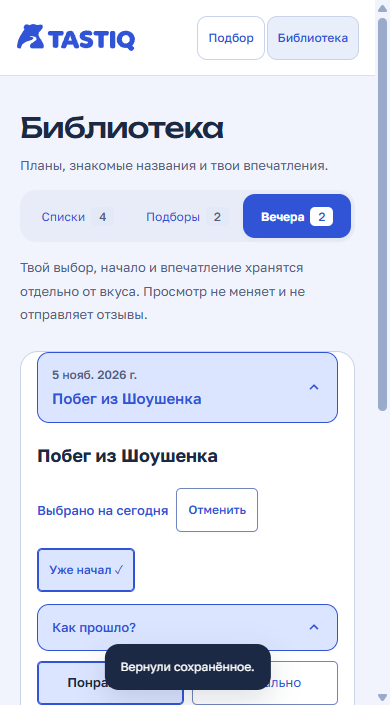 TASTIQ
Подбор
Библиотека
Библиотека
Планы, знакомые названия и твои впечатления.
Списки 4
Подборы 2
Вечера 2
Твой выбор, начало и впечатление хранятся
отдельно от вкуса. Просмотр не меняет и не
отправляет отзывы.
5 нояб. 2026 г.
Побег из Шоушенка
Побег из Шоушенка
Выбрано на сегодня
Отменить
Уже начал ✓
Как прошло?
Вернули сохранённое.